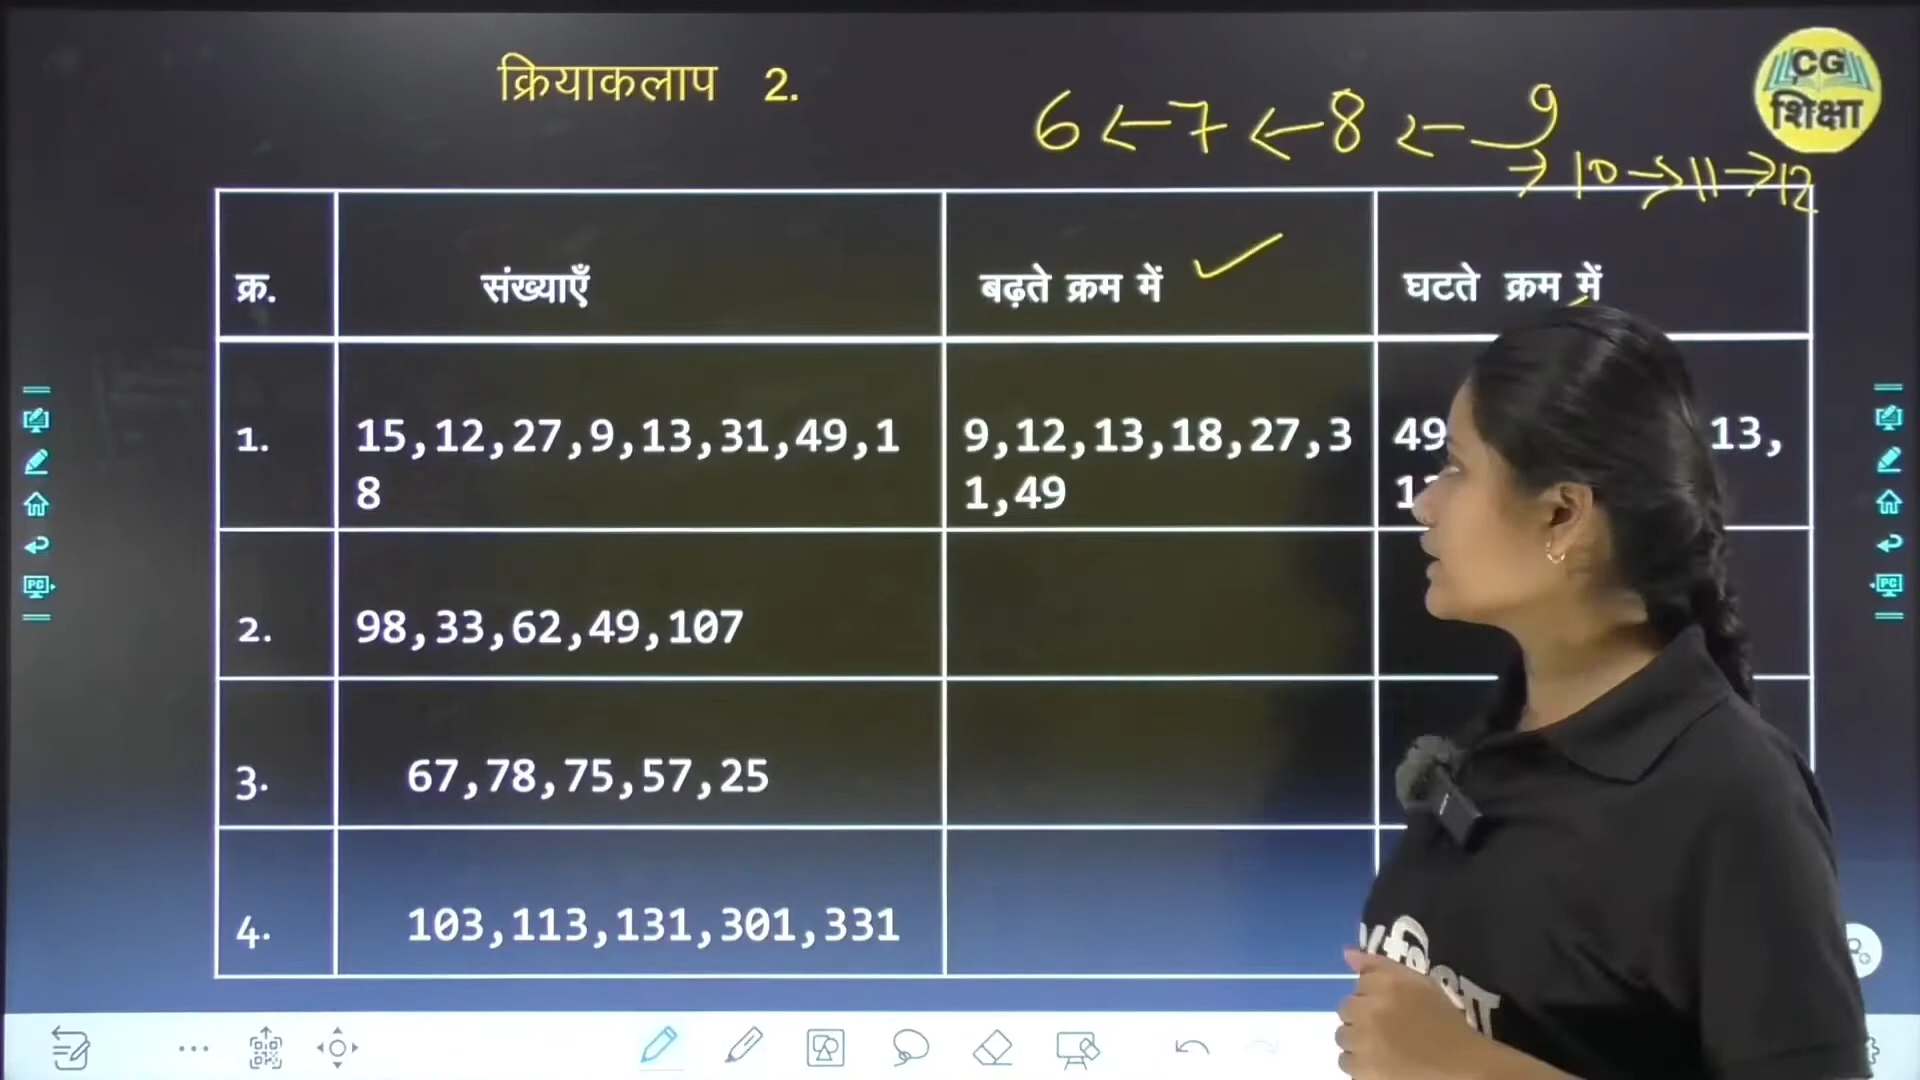 क्रियाकलाप 2.
CG
शिक्षा
6 ← 7 ← 8 ← 9
→ 10 → 11 → 12
क्र.
संख्याएँ
बढ़ते क्रम में ✓
घटते क्रम में
1.
15,12,27,9,13,31,49,1
8
9,12,13,18,27,3
1,49
49
13,
2.
98,33,62,49,107
3.
67,78,75,57,25
4.
103,113,131,301,331
PC
PC